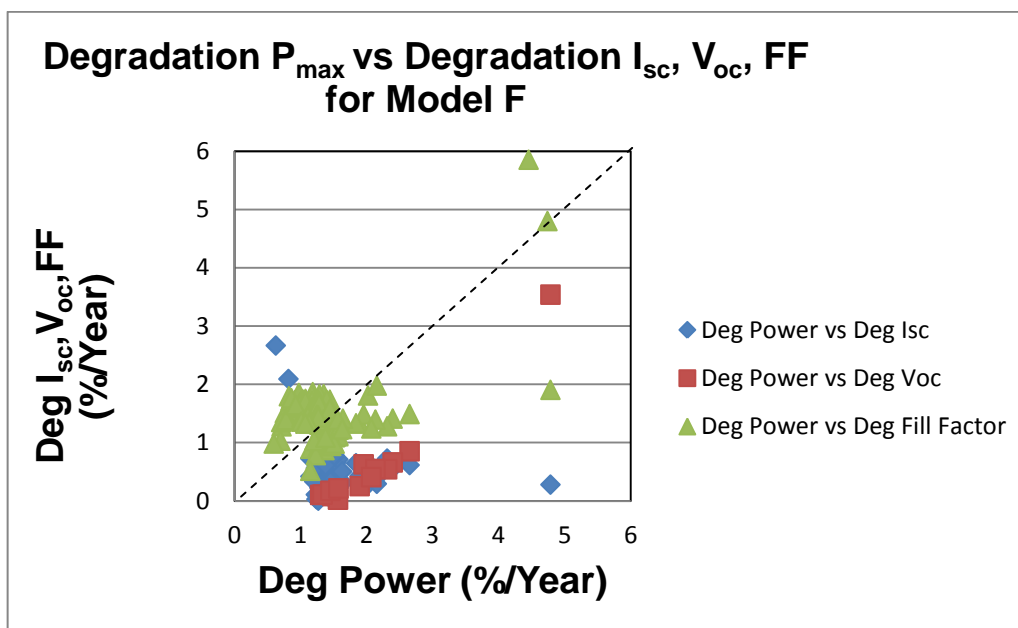 Degradation Pmax vs Degradation Isc, Voc, FF
for Model F
Deg Isc,Voc,FF
(%/Year)
6
5
4
3
2
1
0
0 1 2 3 4 5 6
Deg Power (%/Year)
Deg Power vs Deg Isc
Deg Power vs Deg Voc
Deg Power vs Deg Fill Factor